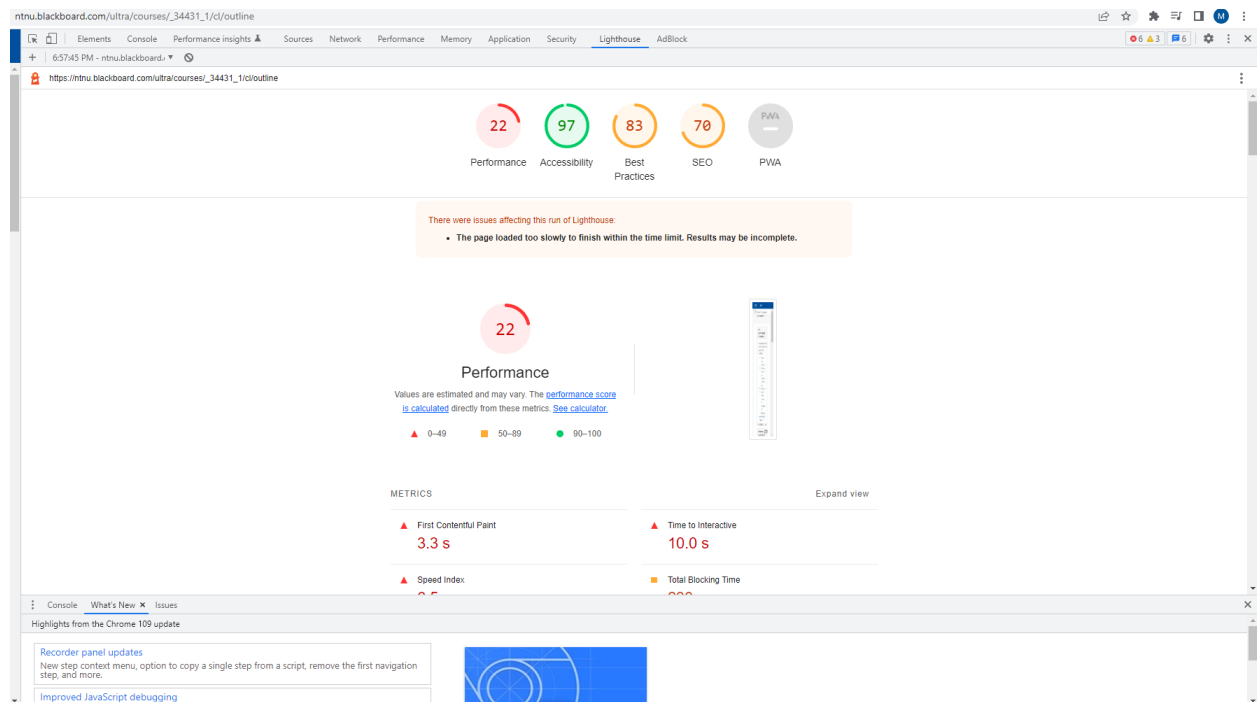 ntnu.blackboard.com/ultra/courses/_34431_1/cl/outline
M
Elements Console Performance insights Sources Network Performance Memory Application Security Lighthouse AdBlock 6 3 6
6:57:45 PM - ntnu.blackboard.
https://ntnu.blackboard.com/ultra/courses/_34431_1/cl/outline
22 97 83 70 PWA
Performance Accessibility Best Practices SEO PWA
There were issues affecting this run of Lighthouse:
• The page loaded too slowly to finish within the time limit. Results may be incomplete.
22
Performance
Values are estimated and may vary. The performance score
is calculated directly from these metrics. See calculator.
0–49 50–89 90–100
METRICS Expand view
First Contentful Paint Time to Interactive
3.3 s 10.0 s
Speed Index Total Blocking Time
Console What's New Issues
Highlights from the Chrome 109 update
Recorder panel updates
New step context menu, option to copy a single step from a script, remove the first navigation
step, and more.
Improved JavaScript debugging